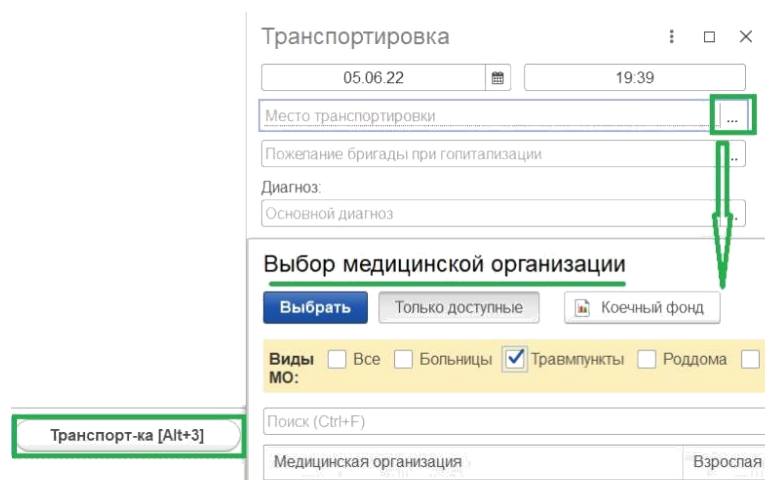 Транспортировка
05.06.22 19:39
Место транспортировки ...
Пожелание бригады при гопитализации ...
Диагноз:
Основной диагноз ...
Выбор медицинской организации
Выбрать Только доступные Коечный фонд
Виды МО: Все Больницы Травмпункты Роддома
Поиск (Ctrl+F)
Транспорт-ка [Alt+3]
Медицинская организация Взрослая